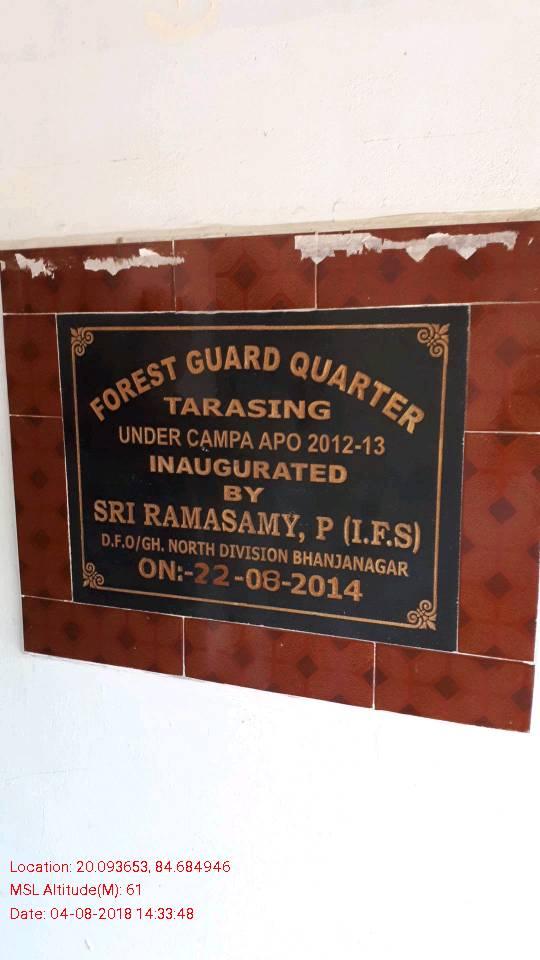 FOREST GUARD QUARTER
TARASING
UNDER CAMPA APO 2012-13
INAUGURATED
BY
SRI RAMASAMY, P (I.F.S)
D.F.O/GH. NORTH DIVISION BHANJANAGAR
ON:-22-08-2014
Location: 20.093653, 84.684946
MSL Altitude(M): 61
Date: 04-08-2018 14:33:48